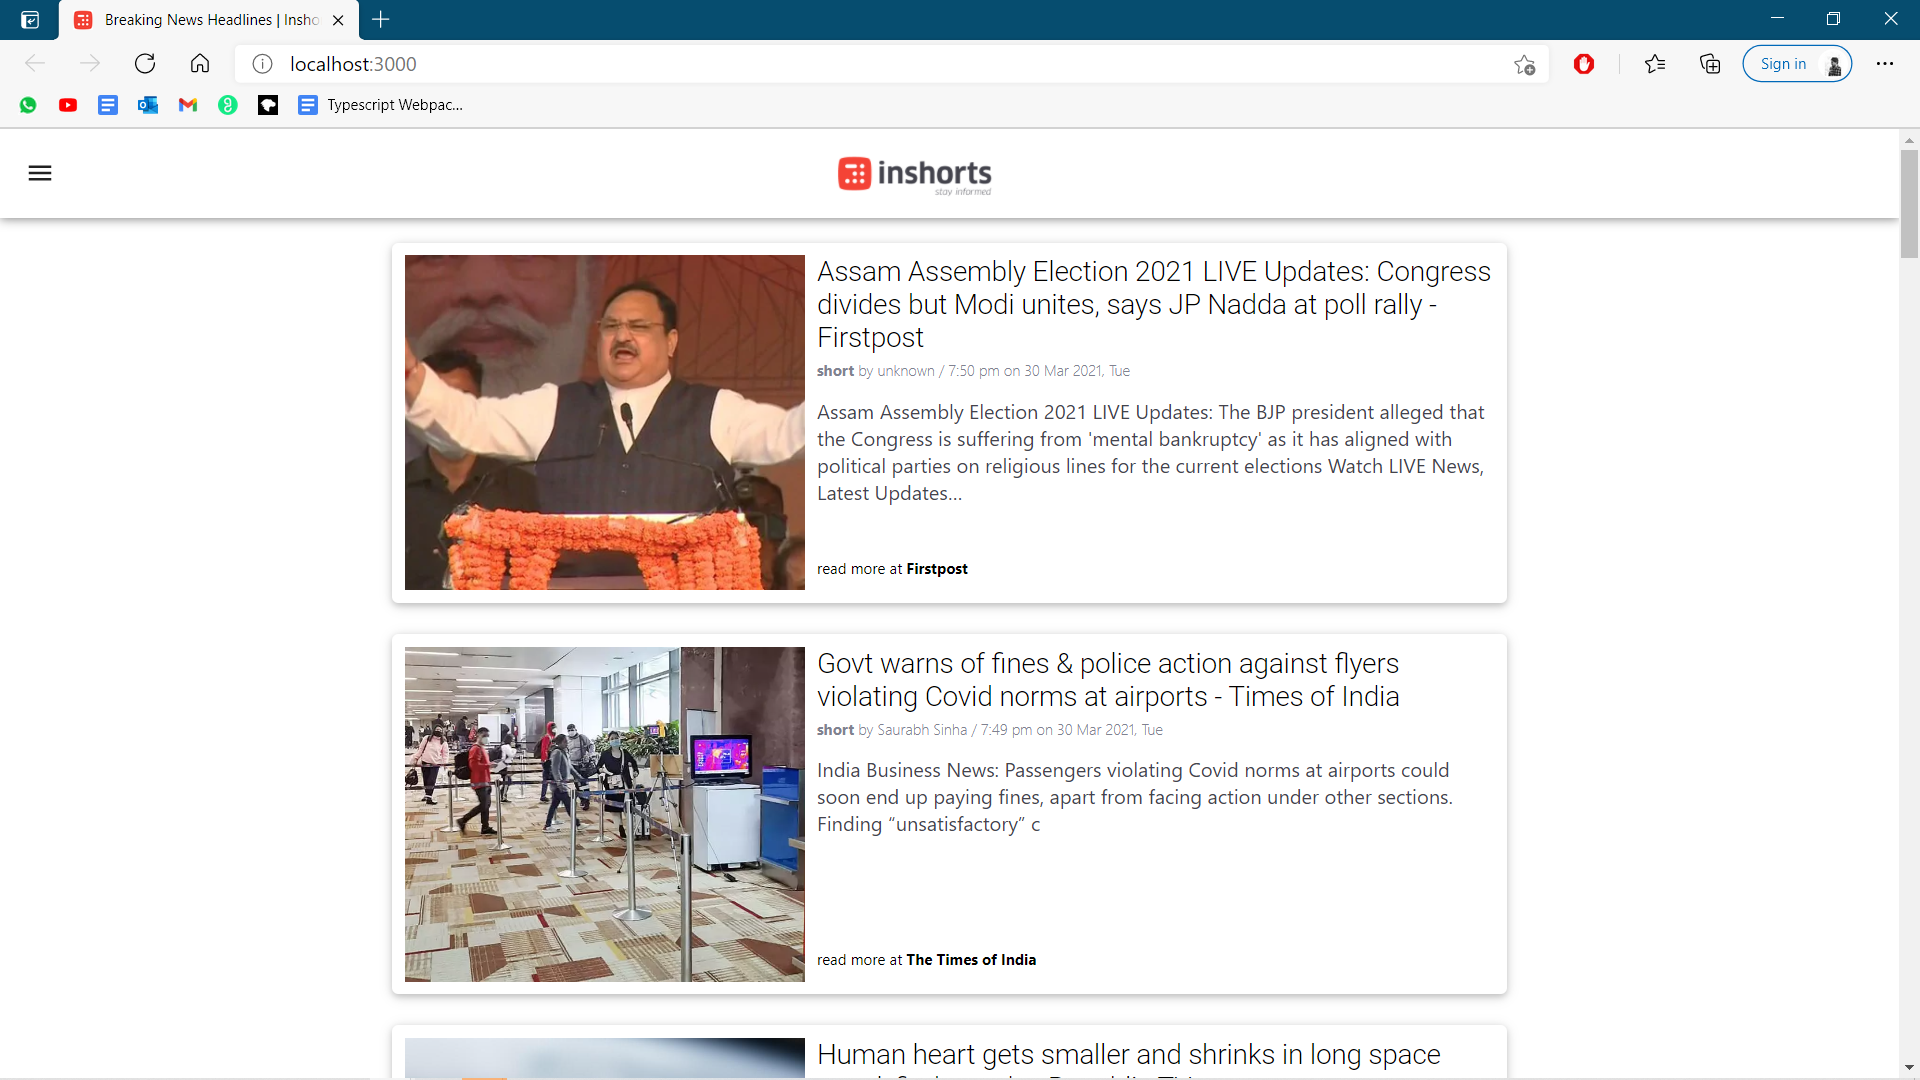 Breaking News Headlines | Insho
localhost:3000
Sign in
Typescript Webpac...
inshorts
stay informed
Assam Assembly Election 2021 LIVE Updates: Congress
divides but Modi unites, says JP Nadda at poll rally -
Firstpost
short by unknown / 7:50 pm on 30 Mar 2021, Tue
Assam Assembly Election 2021 LIVE Updates: The BJP president alleged that
the Congress is suffering from 'mental bankruptcy' as it has aligned with
political parties on religious lines for the current elections Watch LIVE News,
Latest Updates...
read more at Firstpost
Govt warns of fines & police action against flyers
violating Covid norms at airports - Times of India
short by Saurabh Sinha / 7:49 pm on 30 Mar 2021, Tue
India Business News: Passengers violating Covid norms at airports could
soon end up paying fines, apart from facing action under other sections.
Finding “unsatisfactory” c
read more at The Times of India
Human heart gets smaller and shrinks in long space